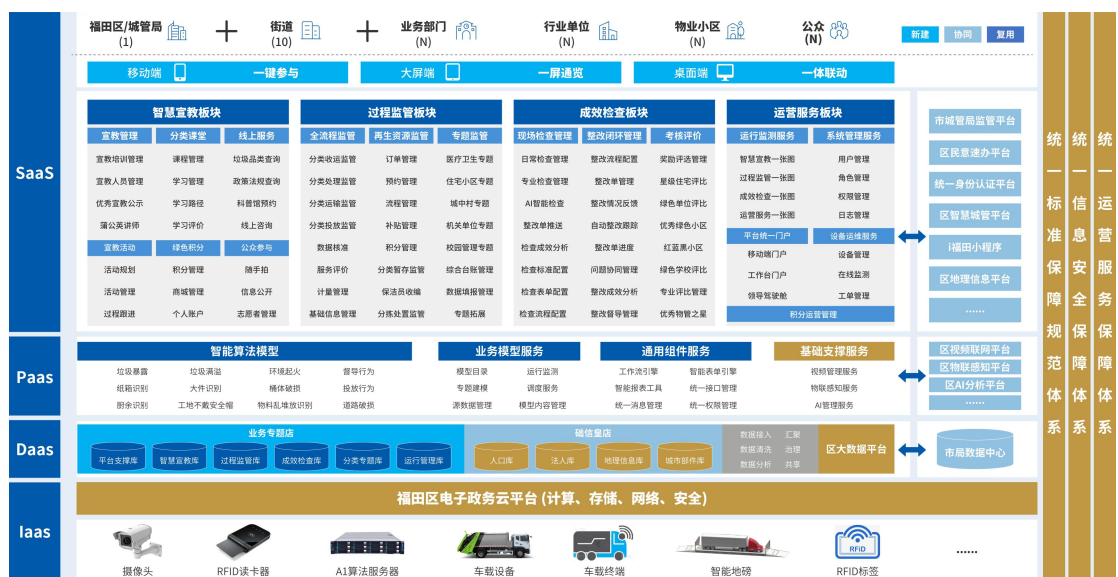 福田区/城管局
(1)
街道
(10)
业务部门
(N)
行业单位
(N)
物业小区
(N)
公众
(N)
新建 协同 复用
移动端 一键参与
大屏端 一屏通览
桌面端 一体联动
SaaS
智慧宣教板块
宣教管理 分类课堂 线上服务
宣教培训管理 课程管理 垃圾品类查询
宣教人员管理 学习管理 政策法规查询
优秀宣教公示 学习路径 科普馆预约
蒲公英讲师 学习评价 线上咨询
宣教活动 绿色积分 公众参与
活动规划 积分管理 随手拍
活动管理 商城管理 信息公开
过程跟进 个人账户 志愿者管理
过程监管板块
全流程监管 再生资源监管 专题监管
分类收运监管 订单管理 医疗卫生专题
分类处理监管 预约管理 住宅小区专题
分类运输监管 流程管理 城中村专题
分类投放监管 补贴管理 机关单位专题
数据核准 积分管理 校园管理专题
服务评价 分类暂存监管 综合台账管理
计量管理 保洁员收编 数据填报管理
基础信息管理 分拣处置监管 专题拓展
成效检查板块
现场检查管理 整改闭环管理 考核评价
日常检查管理 整改流程配置 奖励评选管理
专业检查管理 整改单管理 星级住宅评比
AI智能检查 整改情况反馈 绿色单位评比
整改单推送 自动整改跟踪 优秀绿色小区
检查成效分析 整改单进度 红蓝黑小区
检查标准配置 问题协同管理 绿色学校评比
检查表单配置 整改成效分析 专业评比管理
检查流程配置 整改督导管理 优秀物管之星
运营服务板块
运行监测服务 系统管理服务
智慧宣教一张图 用户管理
过程监管一张图 角色管理
成效检查一张图 权限管理
运营服务一张图 日志管理
平台统一门户 设备运维服务
移动端门户 设备管理
工作台门户 在线监测
领导驾驶舱 工单管理
积分运营管理
市城管局监管平台
区民意速办平台
统一身份认证平台
区智慧城管平台
i福田小程序
区地理信息平台
......
Paas
智能算法模型
垃圾暴露 垃圾满溢 环境起火 督导行为
纸箱识别 大件识别 桶体破损 投放行为
厨余识别 工地不戴安全帽 物料乱堆放识别 道路破损
业务模型服务
模型目录 运行监测
专题建模 调度服务
源数据管理 模型内容管理
通用组件服务
工作流引擎 智能表单引擎
智能报表工具 统一接口管理
统一消息管理 统一权限管理
基础支撑服务
视频管理服务
物联感知服务
AI管理服务
区视频联网平台
区物联感知平台
区AI分析平台
......
Daas
业务专题店
平台支撑库 智慧宣教库 过程监管库 成效检查库 分类专题库 运行管理库
础信皇店
人口库 法人库 地理信息库 城市部件库
数据接入 汇聚
数据清洗 治理
数据分析 共享
区大数据平台
市局数据中心
Iaas
福田区电子政务云平台 (计算、存储、网络、安全)
摄像头 RFID读卡器 A1算法服务器 车载设备 车载终端 智能地磅 RFID标签
RFiD
......
统一标准保障规范体系
统一信息安全保障体系
统一运营服务保障体系